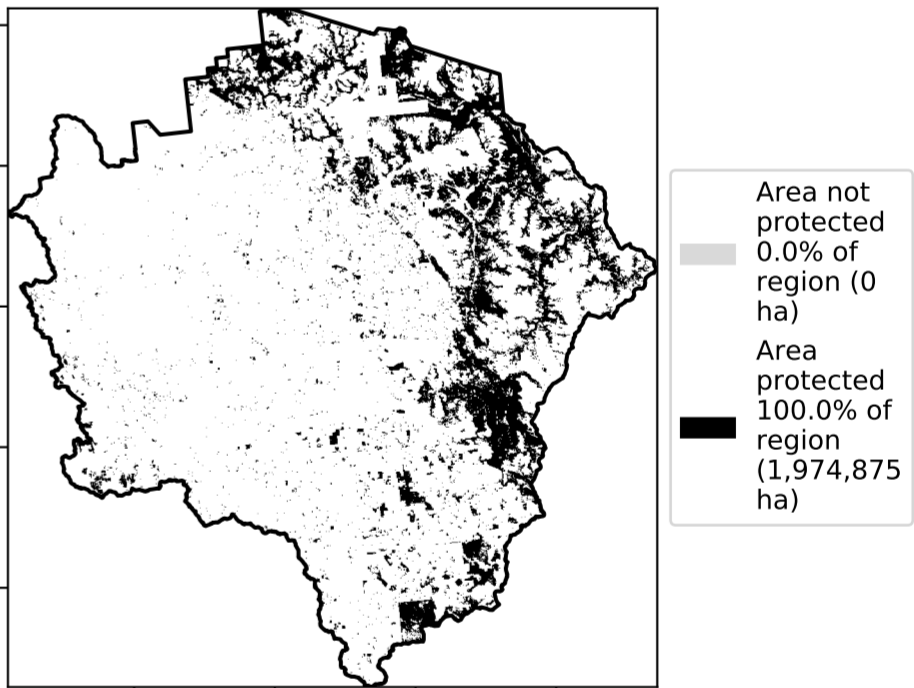 Area not
protected
0.0% of
region (0
ha)
Area
protected
100.0% of
region
(1,974,875
ha)